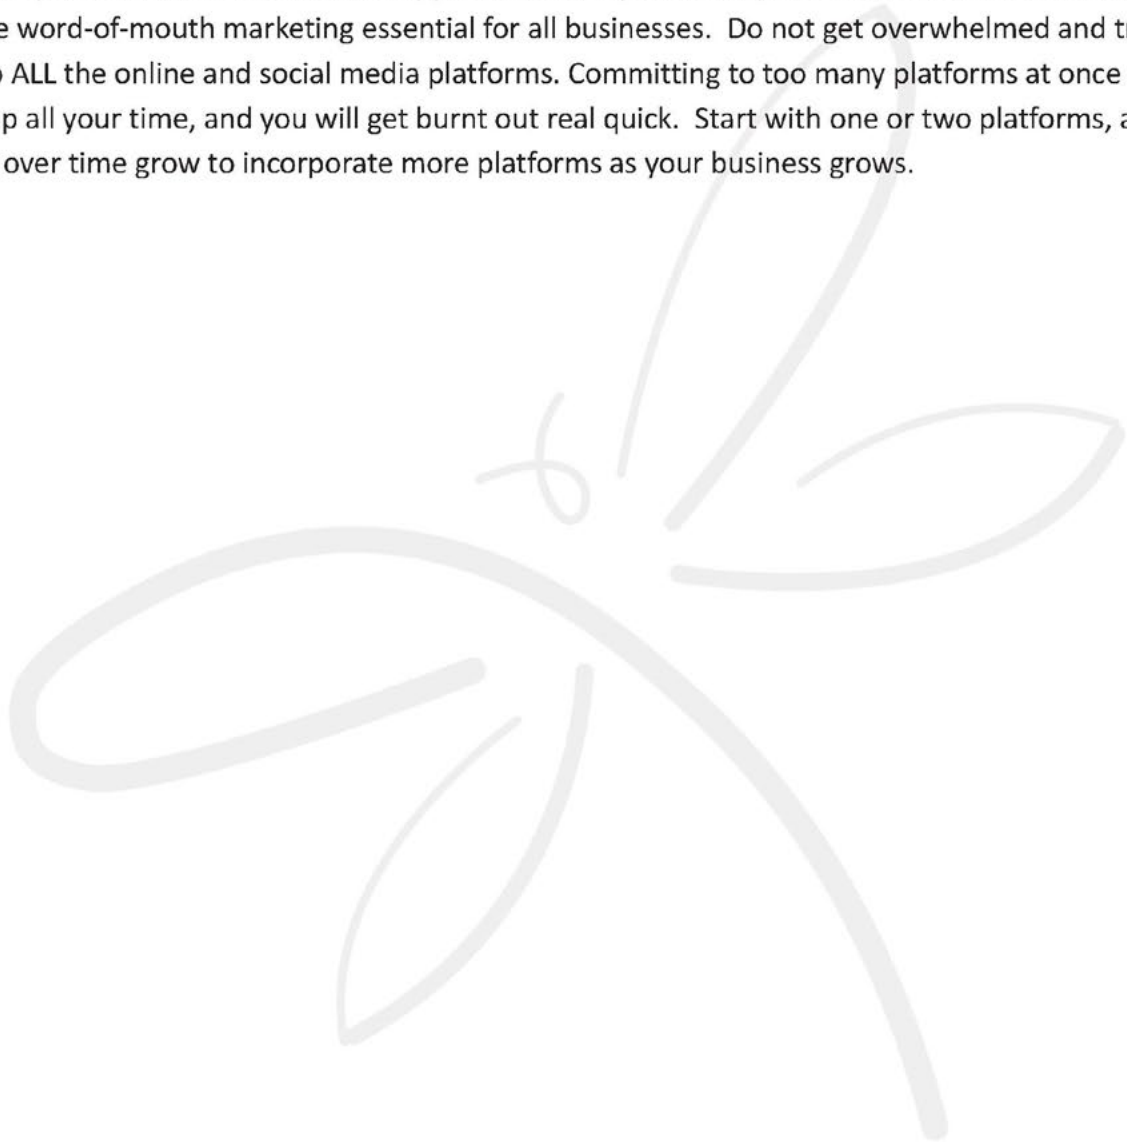 word-of-mouth marketing essential for all businesses. Do not get overwhelmed and
ALL the online and social media platforms. Committing to too many platforms at once
all your time, and you will get burnt out real quick. Start with one or two platforms,
over time grow to incorporate more platforms as your business grows.